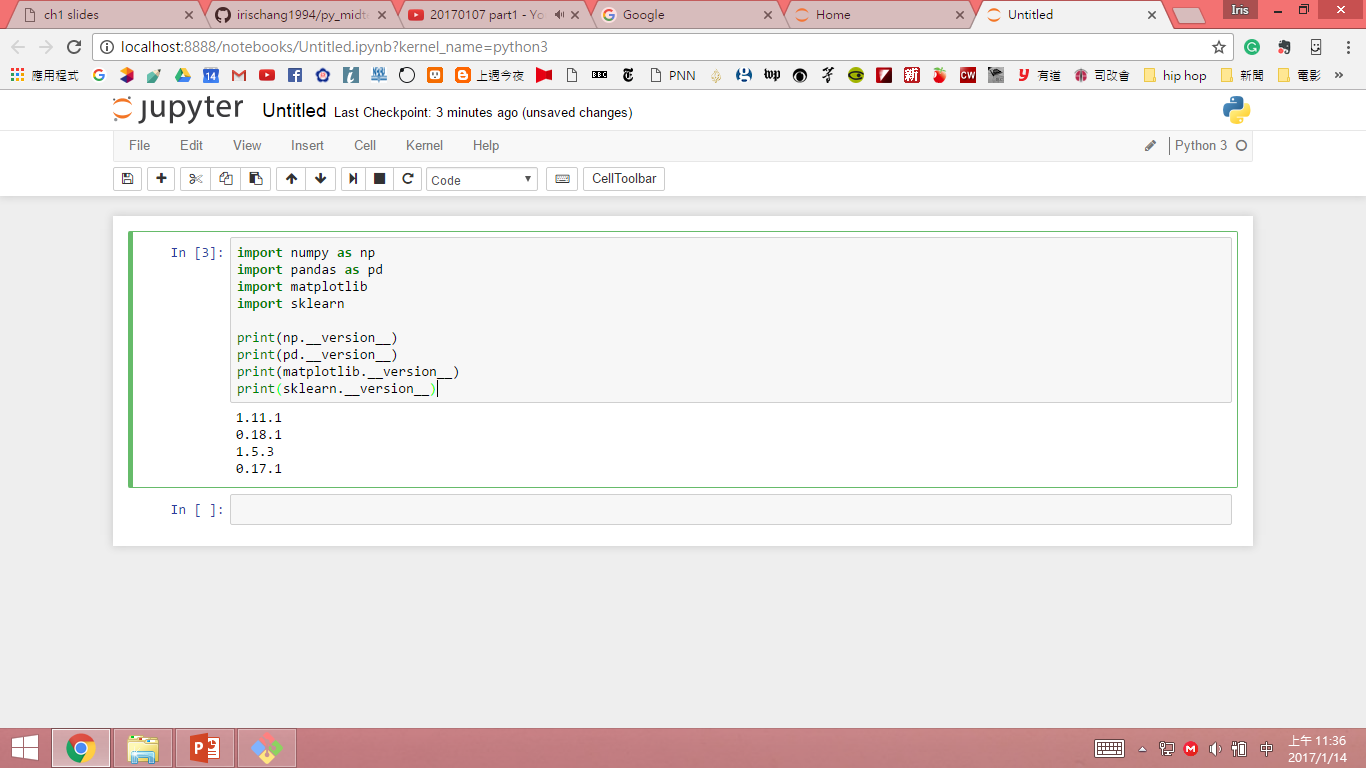 ch1 slides
irischang1994/py_midt
20170107 part1 - Yo
Google
Home
Untitled
Iris
localhost:8888/notebooks/Untitled.ipynb?kernel_name=python3
應用程式
14
上週今夜
BBC
PNN
wp
新
CW
有道
司改會
hip hop
新聞
電影
»
jupyter Untitled Last Checkpoint: 3 minutes ago (unsaved changes)
File Edit View Insert Cell Kernel Help
Python 3
Code
CellToolbar
In [3]:
import numpy as np
import pandas as pd
import matplotlib
import sklearn
print(np.__version__)
print(pd.__version__)
print(matplotlib.__version__)
print(sklearn.__version__)
1.11.1
0.18.1
1.5.3
0.17.1
In [ ]:
中
上午 11:36
2017/1/14